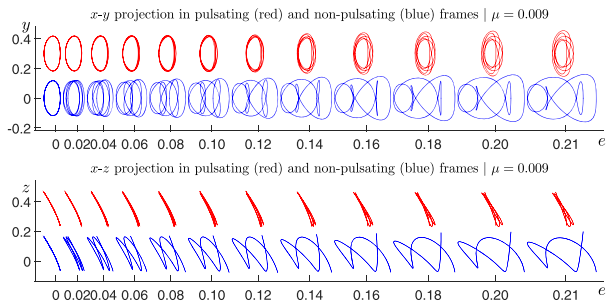 x-y projection in pulsating (red) and non-pulsating (blue) frames | μ = 0.009
y
0.4
0.2
0
-0.2
0 0.02 0.04 0.06 0.08 0.10 0.12 0.14 0.16 0.18 0.20 0.21 e
x-z projection in pulsating (red) and non-pulsating (blue) frames | μ = 0.009
z
0.4
0.2
0
0 0.02 0.04 0.06 0.08 0.10 0.12 0.14 0.16 0.18 0.20 0.21 e